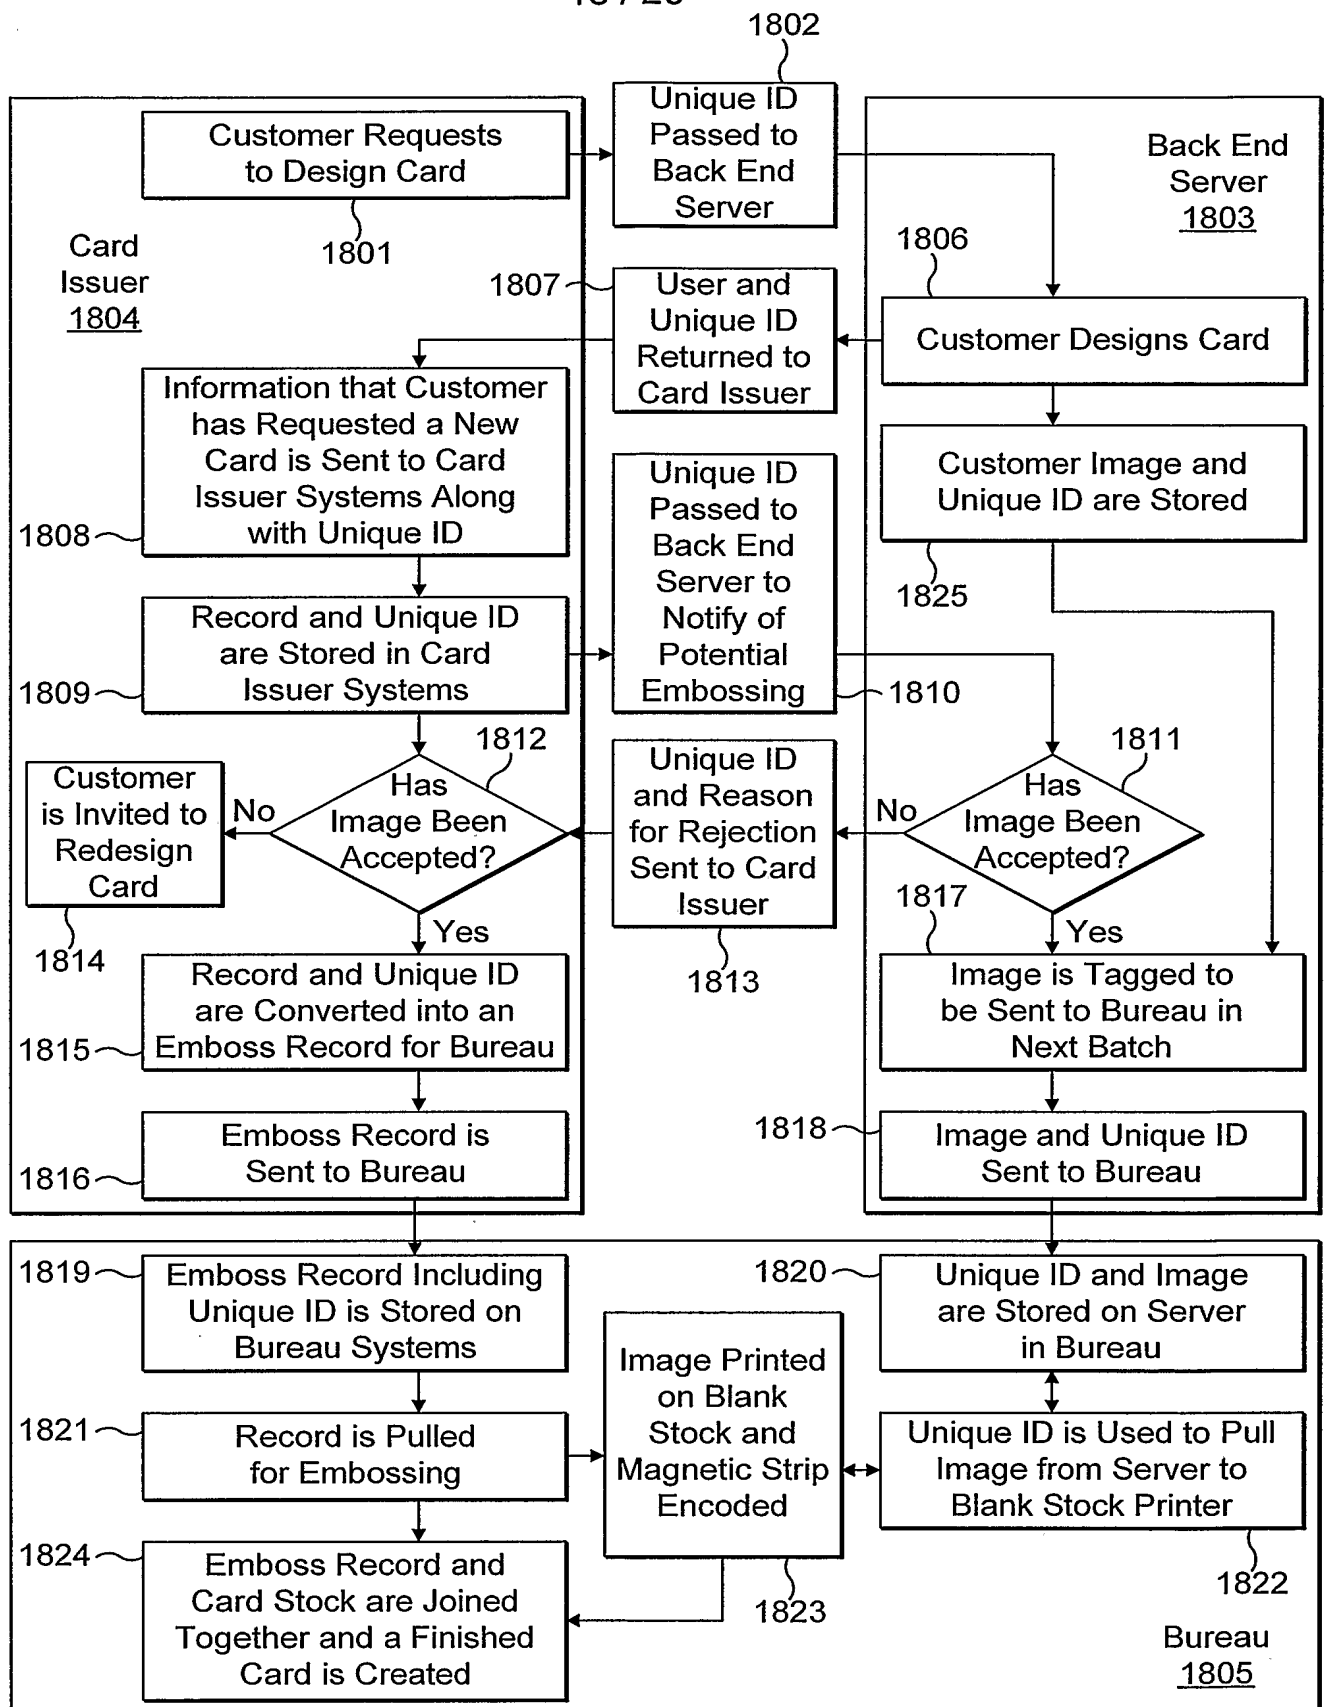 1802
Unique ID
Passed to
Back End
Server
Customer Requests
to Design Card
1801
Back End
Server
1803
Card
Issuer
1804
1806
1807
User and
Unique ID
Returned to
Card Issuer
Customer Designs Card
Information that Customer
has Requested a New
Card is Sent to Card
Issuer Systems Along
with Unique ID
1808
Customer Image and
Unique ID are Stored
1825
Unique ID
Passed to
Back End
Server to
Notify of
Potential
Embossing
1810
Record and Unique ID
are Stored in Card
Issuer Systems
1809
1812
Has
Image Been
Accepted?
No
Yes
Customer
is Invited to
Redesign
Card
1814
Unique ID
and Reason
for Rejection
Sent to Card
Issuer
1813
1811
Has
Image Been
Accepted?
No
Yes
1817
Record and Unique ID
are Converted into an
Emboss Record for Bureau
1815
Image is Tagged to
be Sent to Bureau in
Next Batch
Emboss Record is
Sent to Bureau
1816
1818
Image and Unique ID
Sent to Bureau
1819
Emboss Record Including
Unique ID is Stored on
Bureau Systems
1820
Unique ID and Image
are Stored on Server
in Bureau
Image Printed
on Blank
Stock and
Magnetic Strip
Encoded
1823
1821
Record is Pulled
for Embossing
Unique ID is Used to Pull
Image from Server to
Blank Stock Printer
1822
1824
Emboss Record and
Card Stock are Joined
Together and a Finished
Card is Created
Bureau
1805